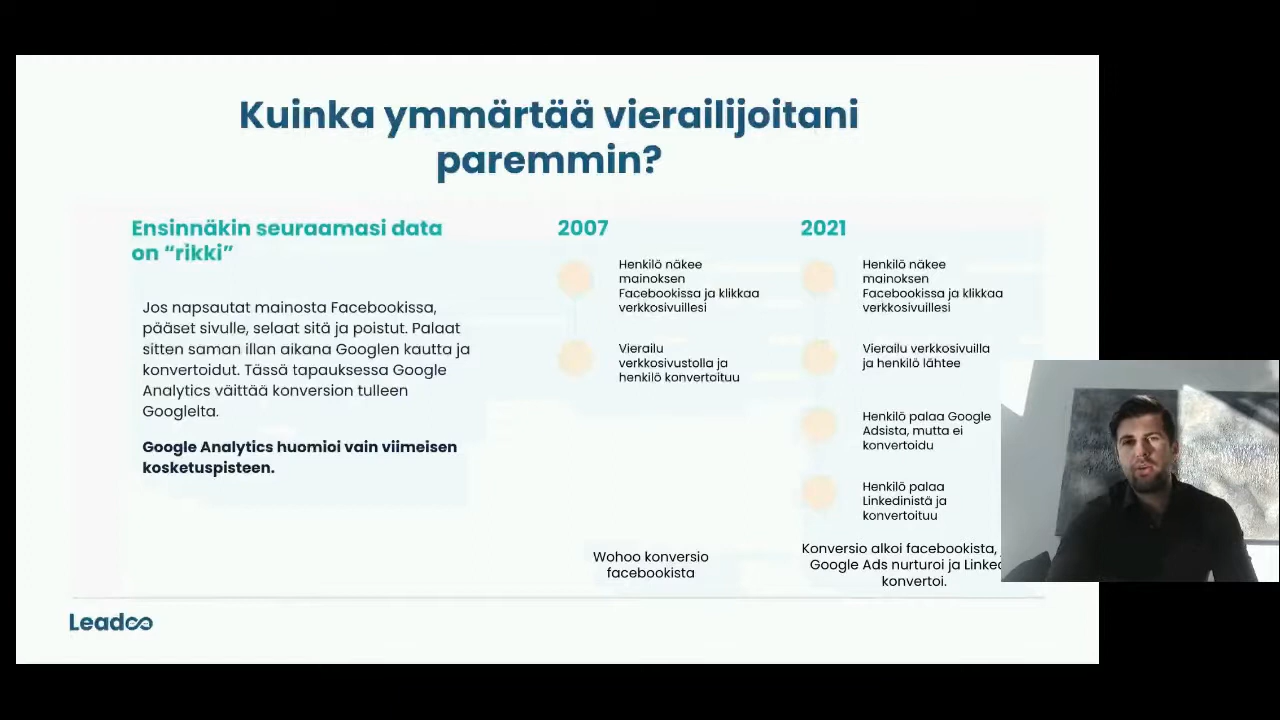 Kuinka ymmärtää vierailijoitani
paremmin?
Ensinnäkin seuraamasi data
on “rikki”
Jos napsautat mainosta Facebookissa,
pääset sivulle, selaat sitä ja poistut. Palaat
sitten saman illan aikana Googlen kautta ja
konvertoidut. Tässä tapauksessa Google
Analytics väittää konversion tulleen
Googlelta.
Google Analytics huomioi vain viimeisen
kosketuspisteen.
2007
Henkilö näkee
mainoksen
Facebookissa ja klikkaa
verkkosivuillesi
Vierailu
verkkosivustolla ja
henkilö konvertoituu
Wohoo konversio
facebookista
2021
Henkilö näkee
mainoksen
Facebookissa ja klikkaa
verkkosivuillesi
Vierailu verkkosivuilla
ja henkilö lähtee
Henkilö palaa Google
Adsista, mutta ei
konvertoidu
Henkilö palaa
Linkedinistä ja
konvertoituu
Konversio alkoi facebookista,
Google Ads nurturoi ja
konvertoi.
Leadoo